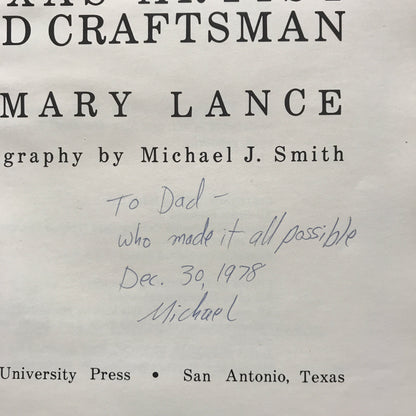 D CRAFTSMAN
MARY LANCE
graphy by Michael J. Smith
To Dad –
who made it all possible
Dec. 30, 1978
Michael
University Press • San Antonio, Texas